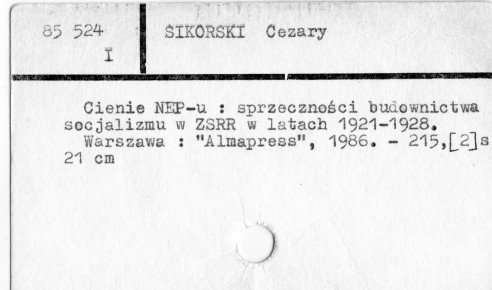 85 524 SIKORSKI Cezary
I
Cienie NEP-u : sprzeczności budownictwa
socjalizmu w ZSRR w latach 1921-1928.
Warszawa : "Almapress", 1986. - 215,[2]s
21 cm